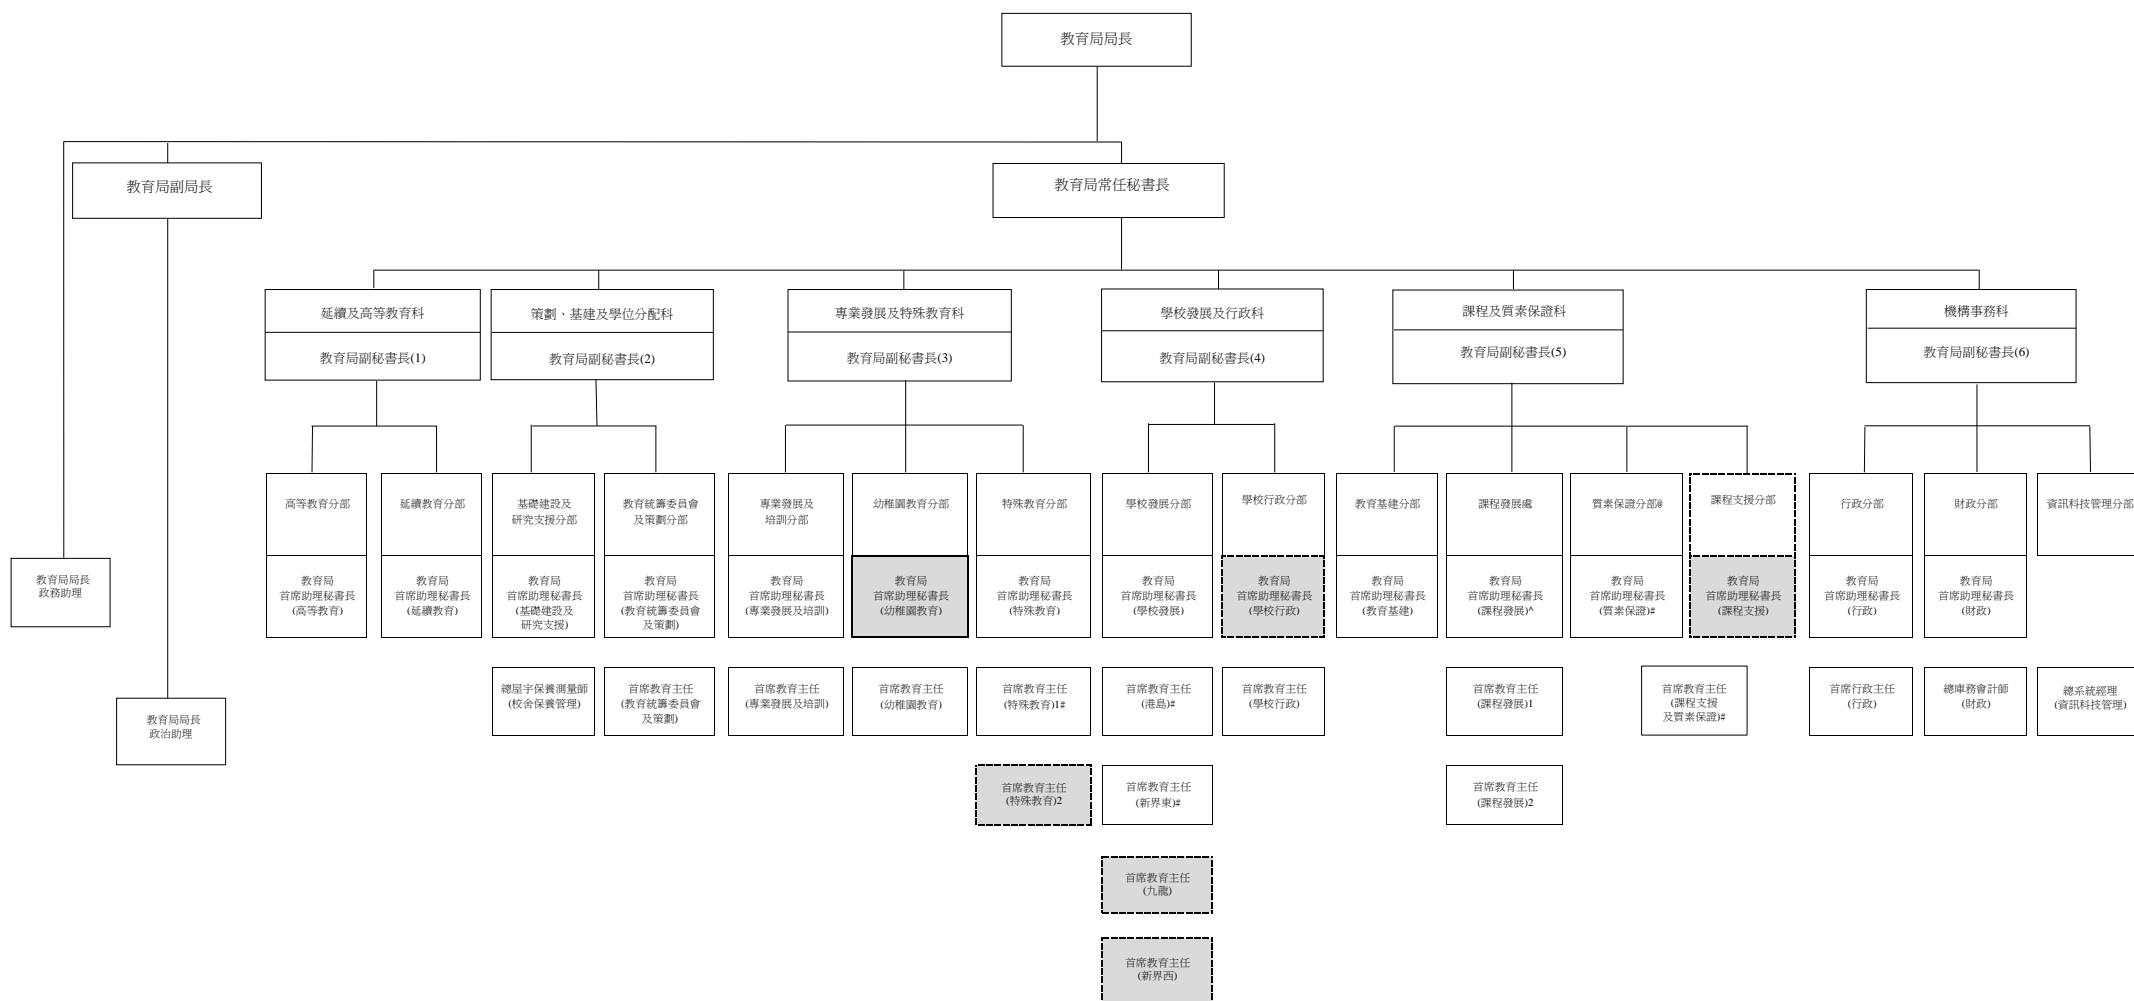 教育局局長
教育局副局長
教育局常任秘書長
延續及高等教育科
教育局副秘書長(1)
策劃、基建及學位分配科
教育局副秘書長(2)
專業發展及特殊教育科
教育局副秘書長(3)
學校發展及行政科
教育局副秘書長(4)
課程及質素保證科
教育局副秘書長(5)
機構事務科
教育局副秘書長(6)
高等教育分部
教育局
首席助理秘書長
(高等教育)
延續教育分部
教育局
首席助理秘書長
(延續教育)
基礎建設及
研究支援分部
教育局
首席助理秘書長
(基礎建設及
研究支援)
教育統籌委員會
及策劃分部
教育局
首席助理秘書長
(教育統籌委員會
及策劃)
專業發展及
培訓分部
教育局
首席助理秘書長
(專業發展及培訓)
幼稚園教育分部
教育局
首席助理秘書長
(幼稚園教育)
特殊教育分部
教育局
首席助理秘書長
(特殊教育)
學校發展分部
教育局
首席助理秘書長
(學校發展)
學校行政分部
教育局
首席助理秘書長
(學校行政)
教育基建分部
教育局
首席助理秘書長
(教育基建)
課程發展處
教育局
首席助理秘書長
(課程發展)^
質素保證分部@
教育局
首席助理秘書長
(質素保證)#
課程支援分部
教育局
首席助理秘書長
(課程支援)
行政分部
教育局
首席助理秘書長
(行政)
財政分部
教育局
首席助理秘書長
(財政)
資訊科技管理分部
教育局局長
政務助理
教育局局長
政治助理
總屋宇保養測量師
(校舍保養管理)
首席教育主任
(教育統籌委員會
及策劃)
首席教育主任
(專業發展及培訓)
首席教育主任
(幼稚園教育)
首席教育主任
(特殊教育)1#
首席教育主任
(港島)#
首席教育主任
(學校行政)
首席教育主任
(課程發展)1
首席教育主任
(課程支援
及質素保證)#
首席行政主任
(行政)
總庫務會計師
(財政)
總系統經理
(資訊科技管理)
首席教育主任
(特殊教育)2
首席教育主任
(新界東)#
首席教育主任
(課程發展)2
首席教育主任
(九龍)
首席教育主任
(新界西)